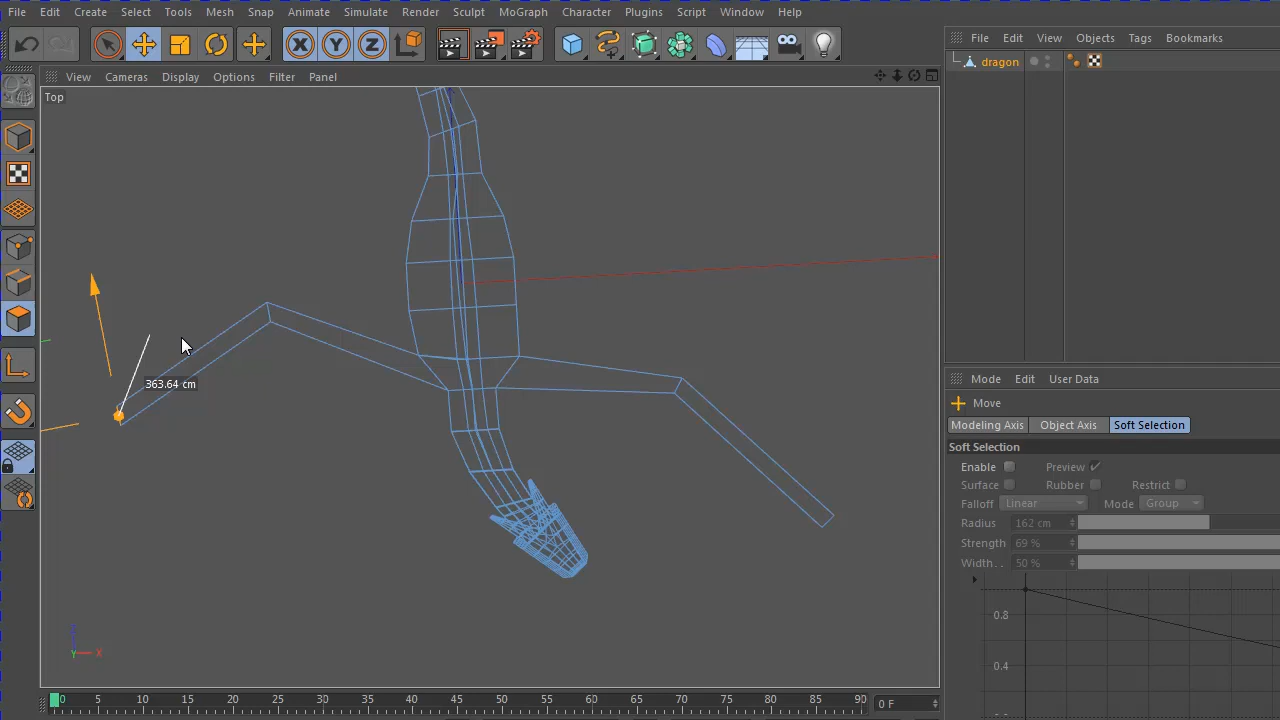 File Edit Create Select Tools Mesh Snap Animate Simulate Render Sculpt MoGraph Character Plugins Script Window Help
X Y Z
File Edit View Objects Tags Bookmarks
dragon
View Cameras Display Options Filter Panel
Top
363.64 cm
Mode Edit User Data
Move
Modeling Axis Object Axis Soft Selection
Soft Selection
Enable Preview
Surface Rubber Restrict
Falloff Linear Mode Group
Radius 162 cm
Strength 69 %
Width . . 50 %
0.8
0.4
Y X
0 5 10 15 20 25 30 35 40 45 50 55 60 65 70 75 80 85 90 0 F